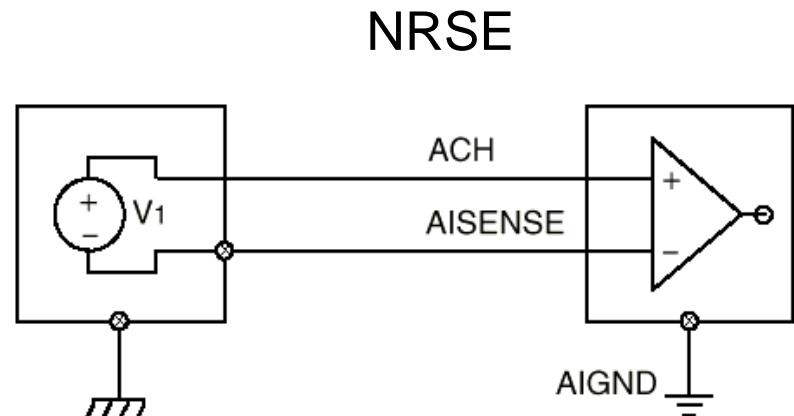 NRSE
ACH
+
+
V1
AISENSE
−
−
AIGND